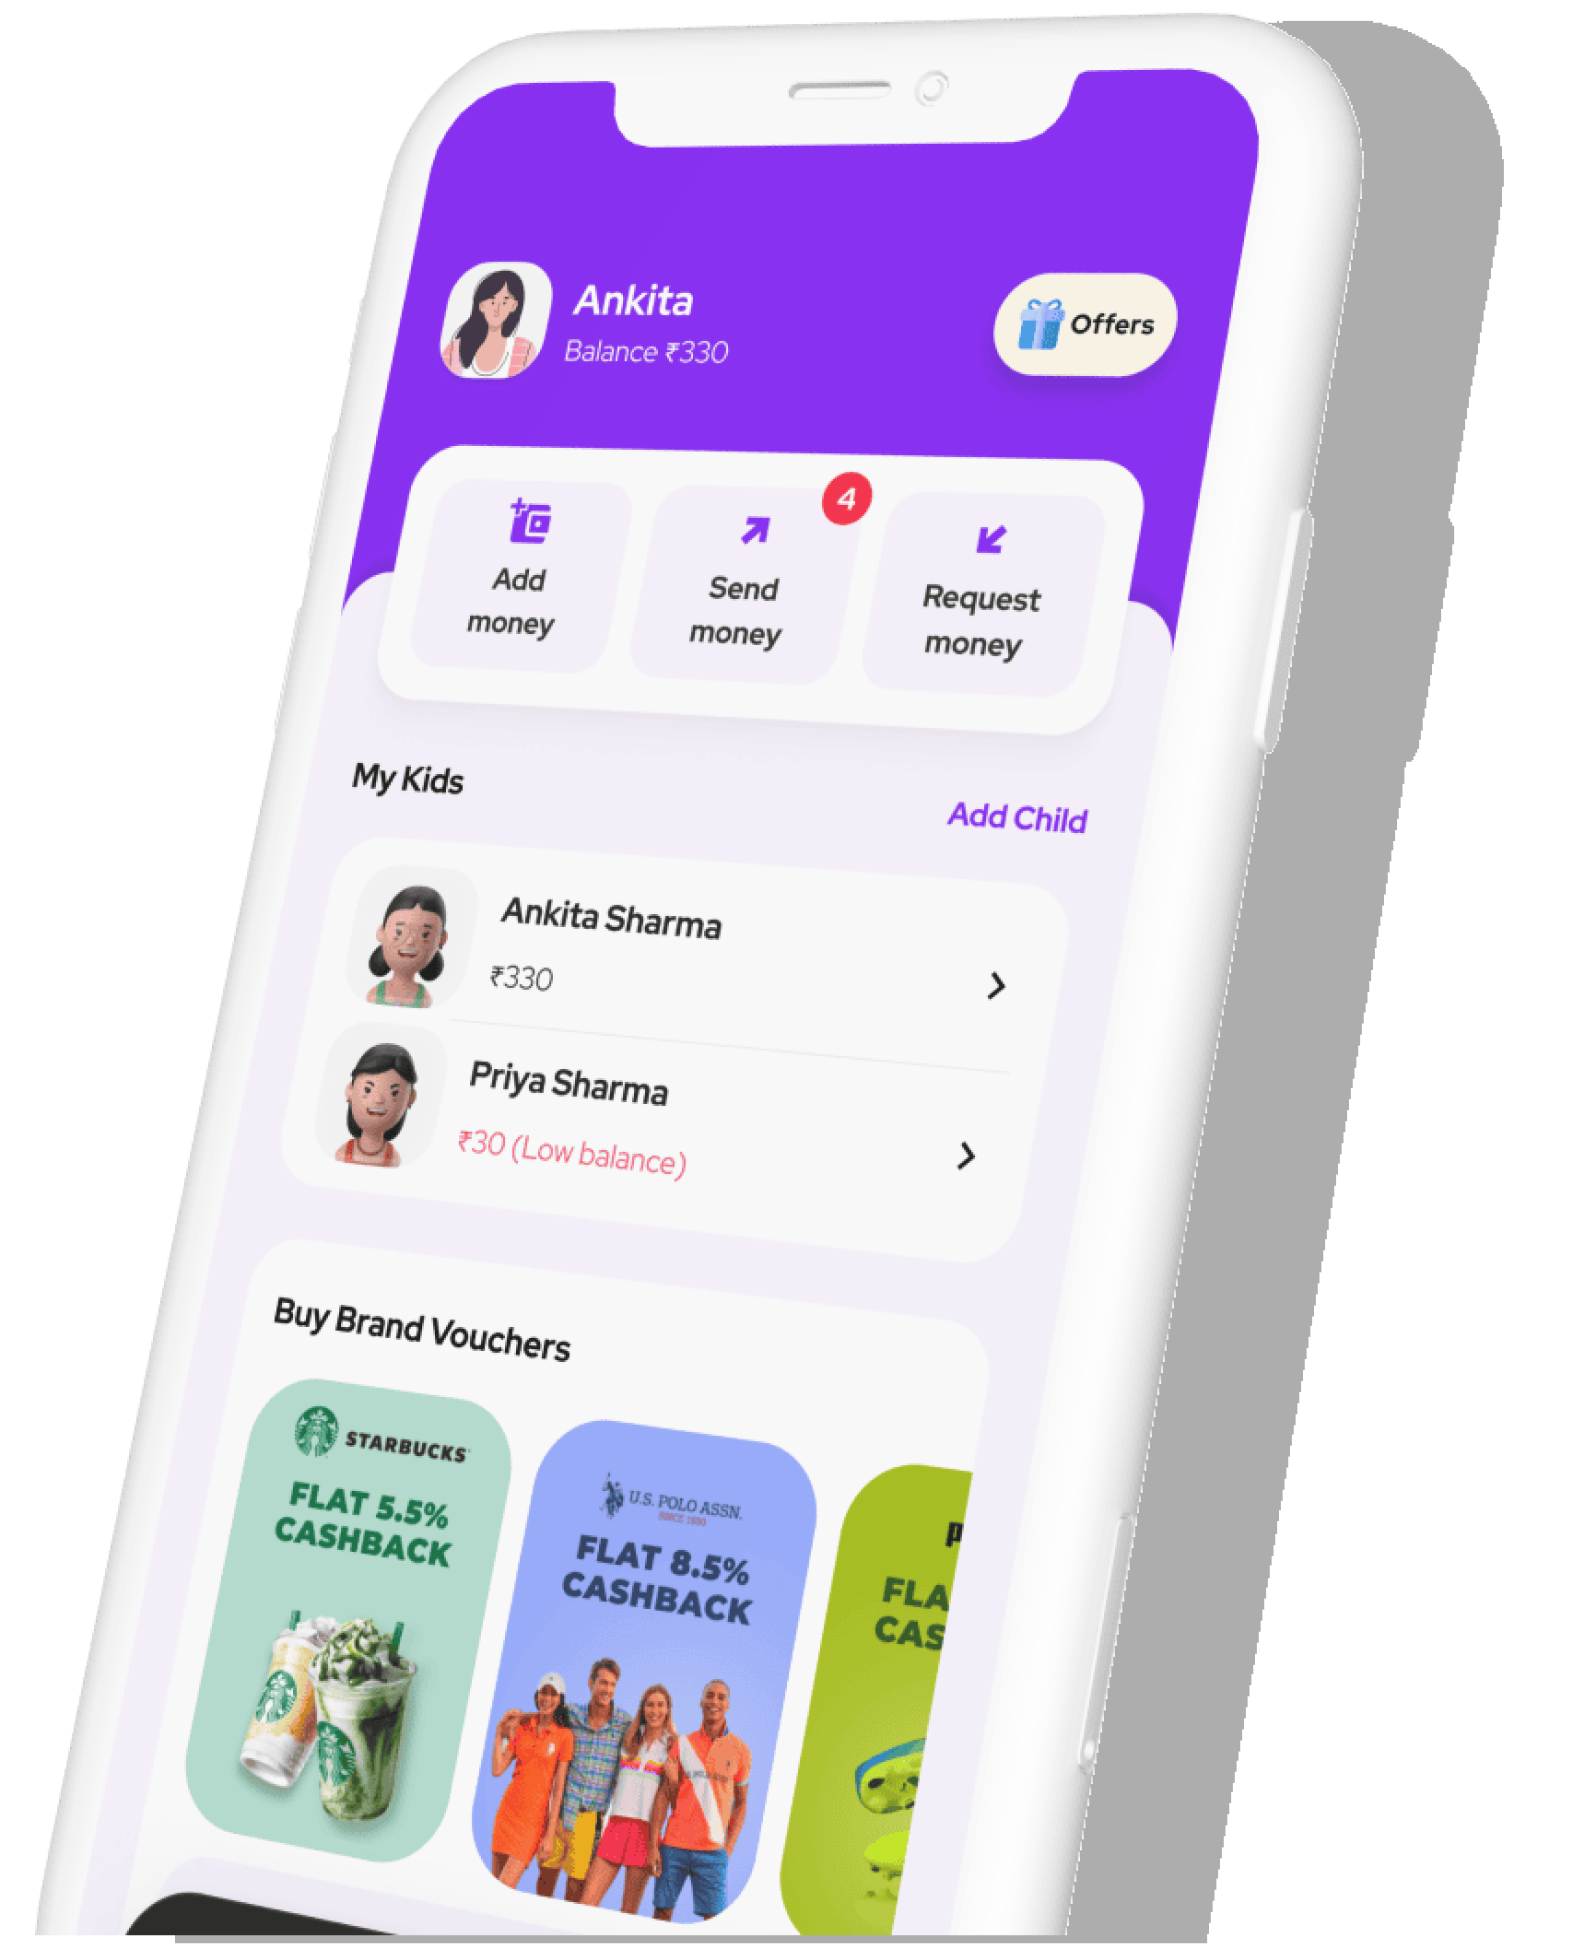 Ankita
Balance ₹330
Offers
4
Add
money
Send
money
Request
money
My Kids
Add Child
Ankita Sharma
₹330
Priya Sharma
₹30 (Low balance)
Buy Brand Vouchers
STARBUCKS
FLAT 5.5%
CASHBACK
U.S. POLO ASSN.
SINCE 1890
FLAT 8.5%
CASHBACK
p
FLA
CAS